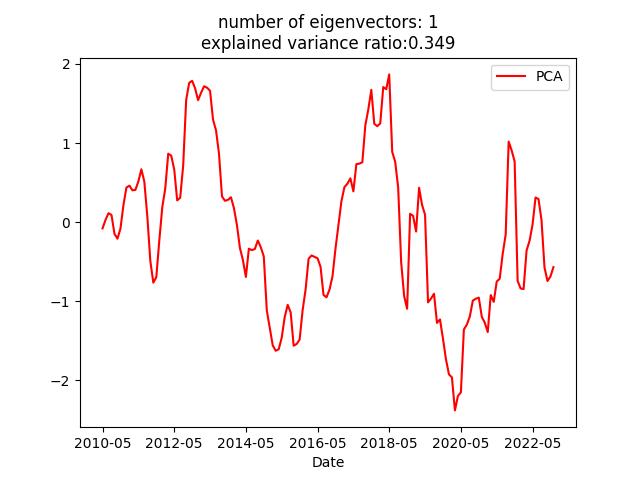 number of eigenvectors: 1
explained variance ratio:0.349
PCA
2
1
0
−1
−2
2010-05 2012-05 2014-05 2016-05 2018-05 2020-05 2022-05
Date